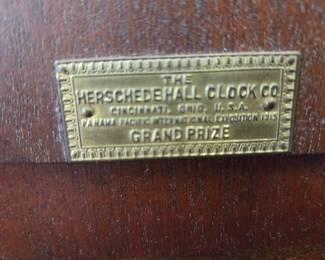 THE
HERSCHEDE HALL CLOCK CO
CINCINNATI, OHIO, U.S.A.
PANAMA PACIFIC INTERNATIONAL EXPOSITION 1915
GRAND PRIZE